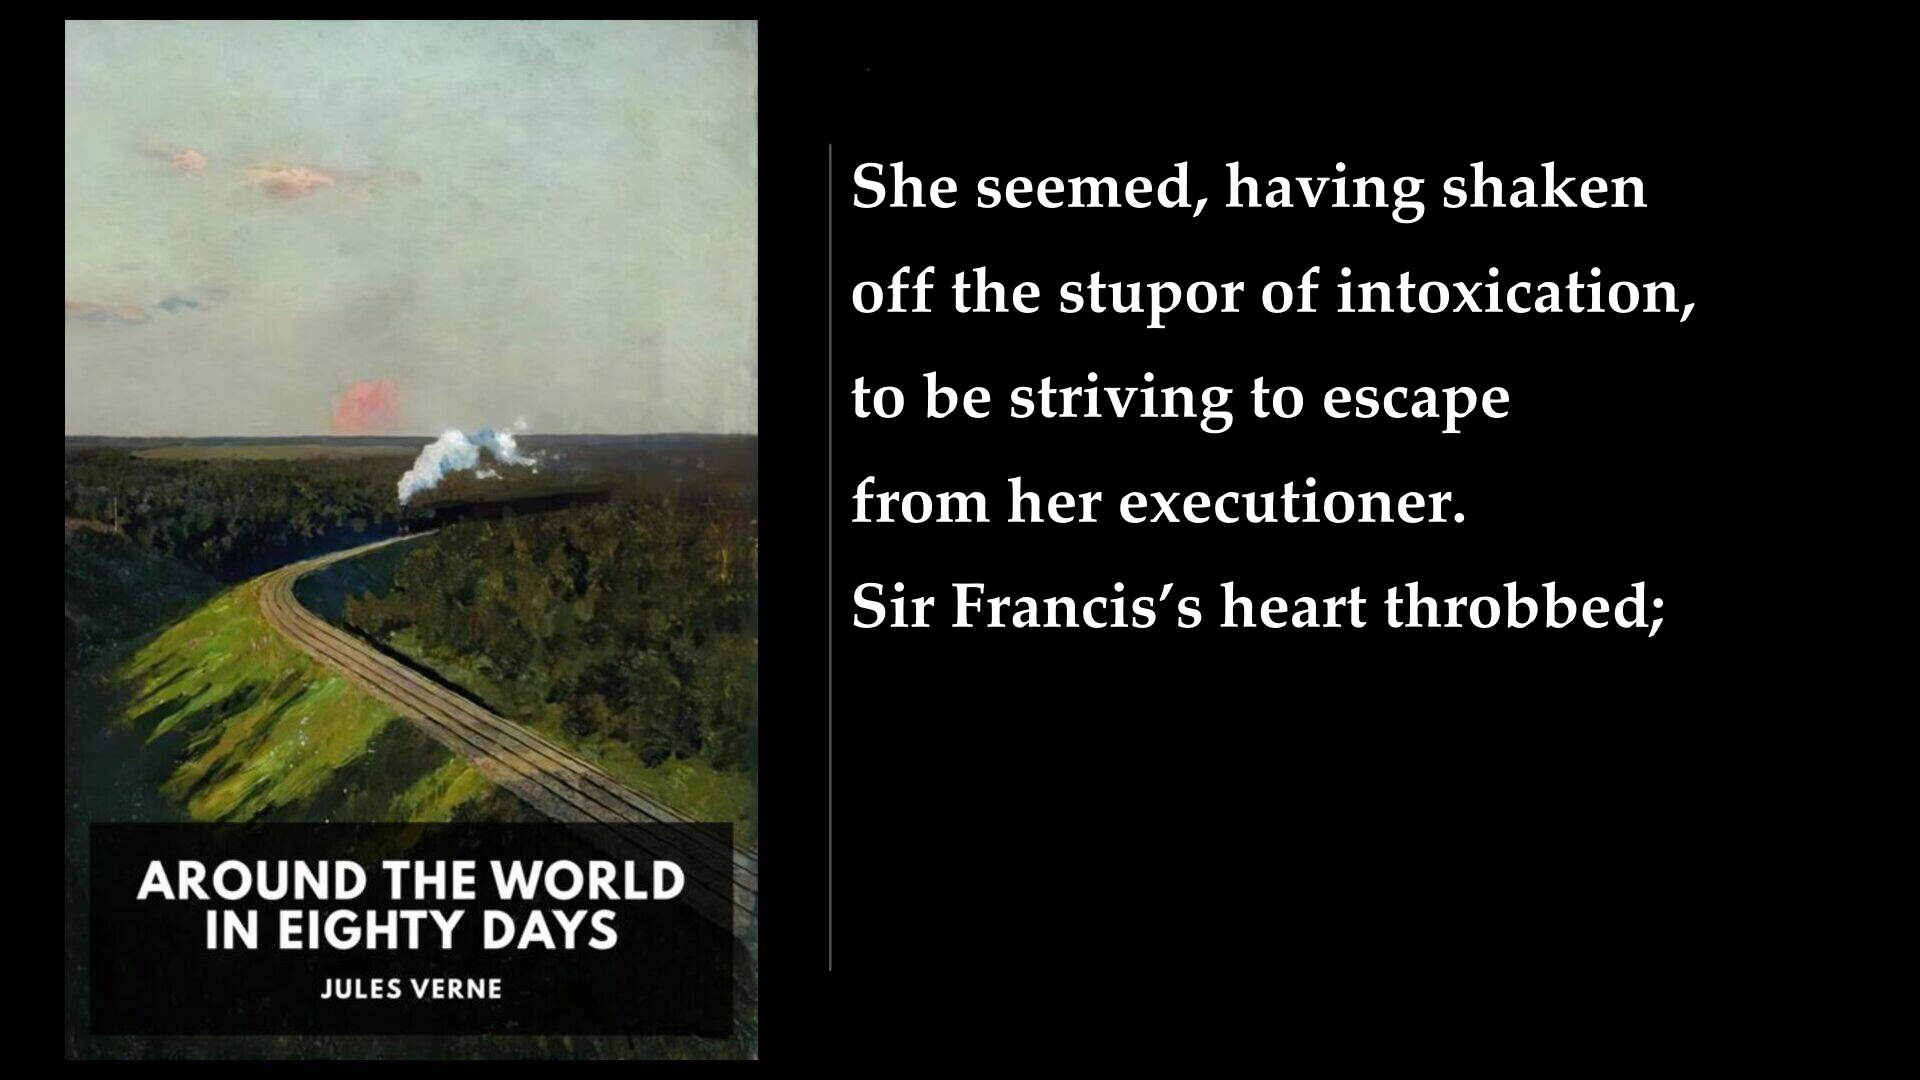 She seemed, having shaken
off the stupor of intoxication,
to be striving to escape
from her executioner.
Sir Francis’s heart throbbed;
AROUND THE WORLD
IN EIGHTY DAYS
JULES VERNE